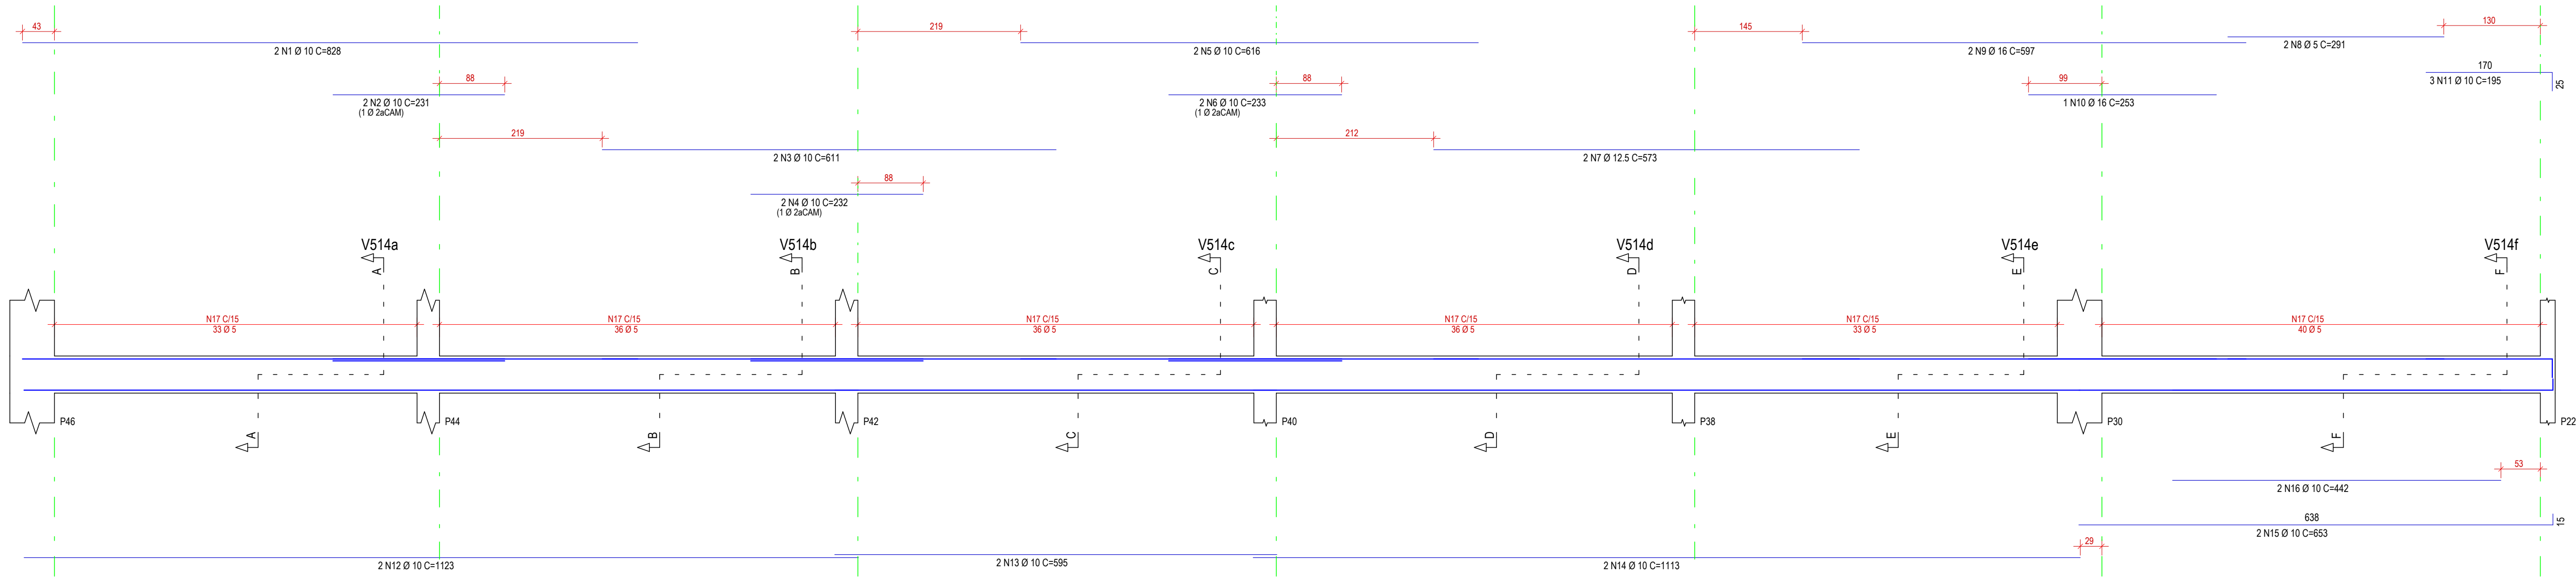 43
219
145
130
2 N1 Ø 10 C=828
2 N5 Ø 10 C=616
2 N9 Ø 16 C=597
2 N8 Ø 5 C=291
170
3 N11 Ø 10 C=195
25
88
88
99
2 N2 Ø 10 C=231
(1 Ø 2aCAM)
2 N6 Ø 10 C=233
(1 Ø 2aCAM)
1 N10 Ø 16 C=253
219
212
2 N3 Ø 10 C=611
2 N7 Ø 12.5 C=573
88
2 N4 Ø 10 C=232
(1 Ø 2aCAM)
V514a
V514b
V514c
V514d
V514e
V514f
A
B
C
D
E
F
N17 C/15
33 Ø 5
N17 C/15
36 Ø 5
N17 C/15
36 Ø 5
N17 C/15
36 Ø 5
N17 C/15
33 Ø 5
N17 C/15
40 Ø 5
P46
P44
P42
P40
P38
P30
P22
A
B
C
D
E
F
53
2 N16 Ø 10 C=442
638
15
2 N15 Ø 10 C=653
29
2 N12 Ø 10 C=1123
2 N13 Ø 10 C=595
2 N14 Ø 10 C=1113